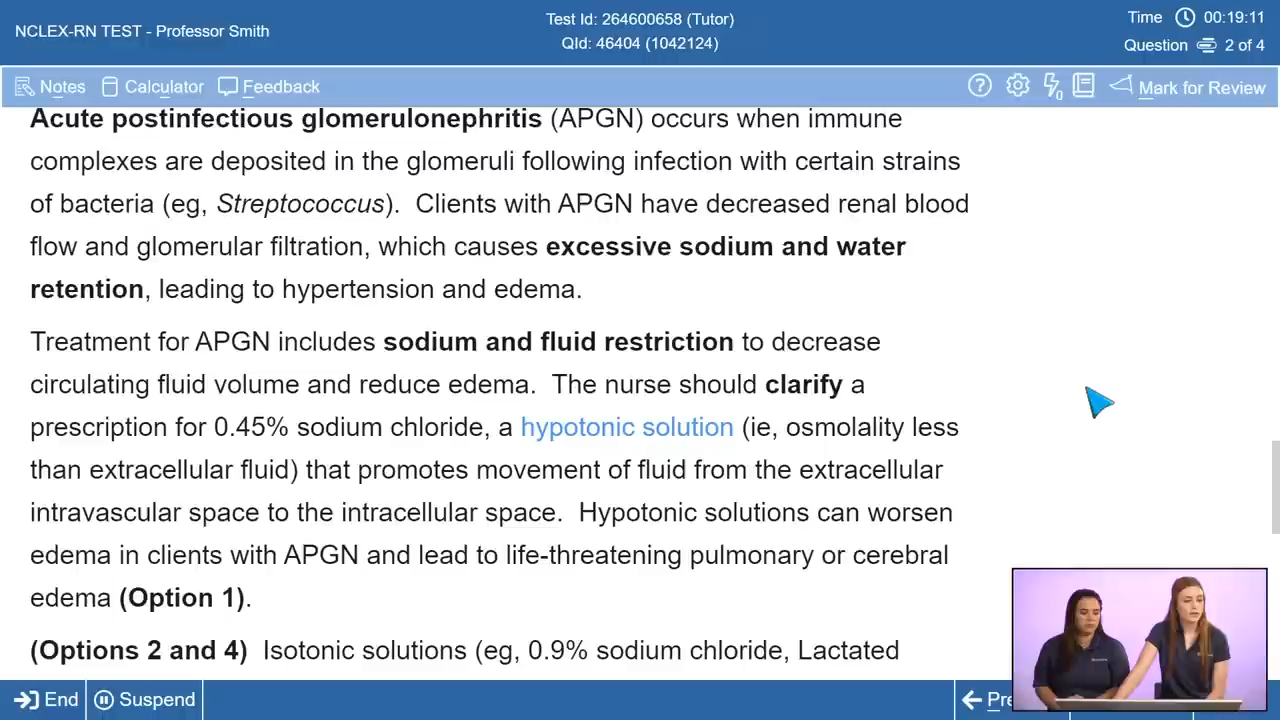 NCLEX-RN TEST - Professor Smith
Test Id: 264600658 (Tutor)
QId: 46404 (1042124)
Time 00:19:11
Question 2 of 4
Notes Calculator Feedback
Mark for Review
Acute postinfectious glomerulonephritis (APGN) occurs when immune
complexes are deposited in the glomeruli following infection with certain strains
of bacteria (eg, Streptococcus). Clients with APGN have decreased renal blood
flow and glomerular filtration, which causes excessive sodium and water
retention, leading to hypertension and edema.
Treatment for APGN includes sodium and fluid restriction to decrease
circulating fluid volume and reduce edema. The nurse should clarify a
prescription for 0.45% sodium chloride, a hypotonic solution (ie, osmolality less
than extracellular fluid) that promotes movement of fluid from the extracellular
intravascular space to the intracellular space. Hypotonic solutions can worsen
edema in clients with APGN and lead to life-threatening pulmonary or cerebral
edema (Option 1).
(Options 2 and 4) Isotonic solutions (eg, 0.9% sodium chloride, Lactated
End Suspend